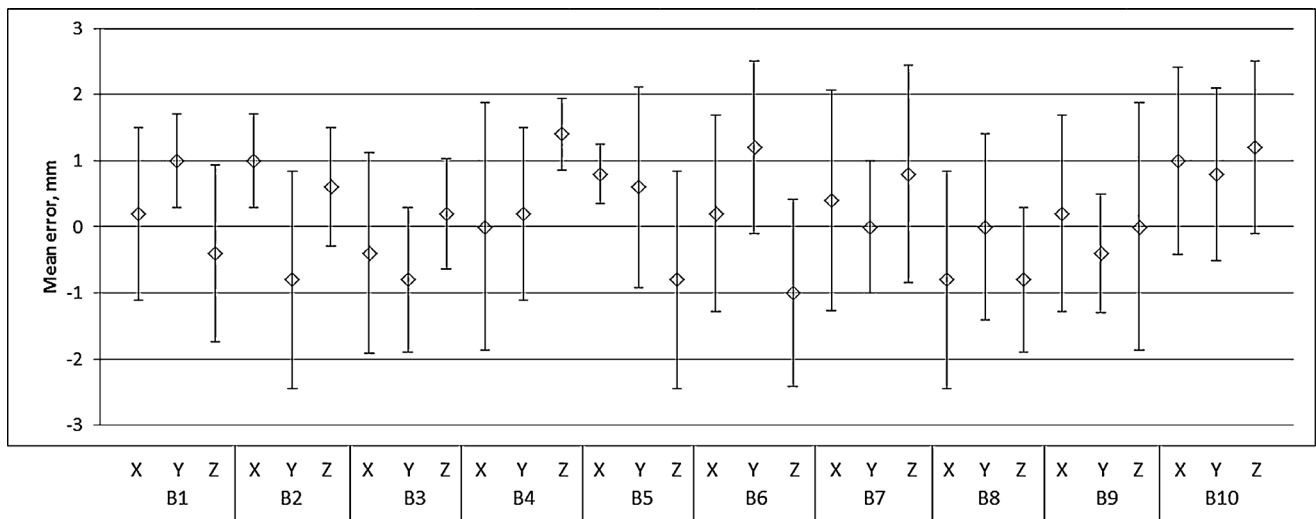 3
2
1
0
-1
-2
-3
Mean error, mm
X Y Z X Y Z X Y Z X Y Z X Y Z X Y Z X Y Z X Y Z X Y Z X Y Z
B1 B2 B3 B4 B5 B6 B7 B8 B9 B10